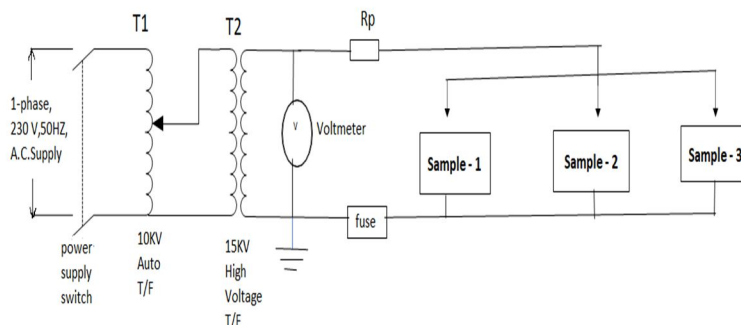 T1
T2
Rp
1-phase,
230 V,50HZ,
A.C.Supply
V
Voltmeter
Sample - 1
Sample - 2
Sample - 3
fuse
power
supply
switch
10KV
Auto
T/F
15KV
High
Voltage
T/F